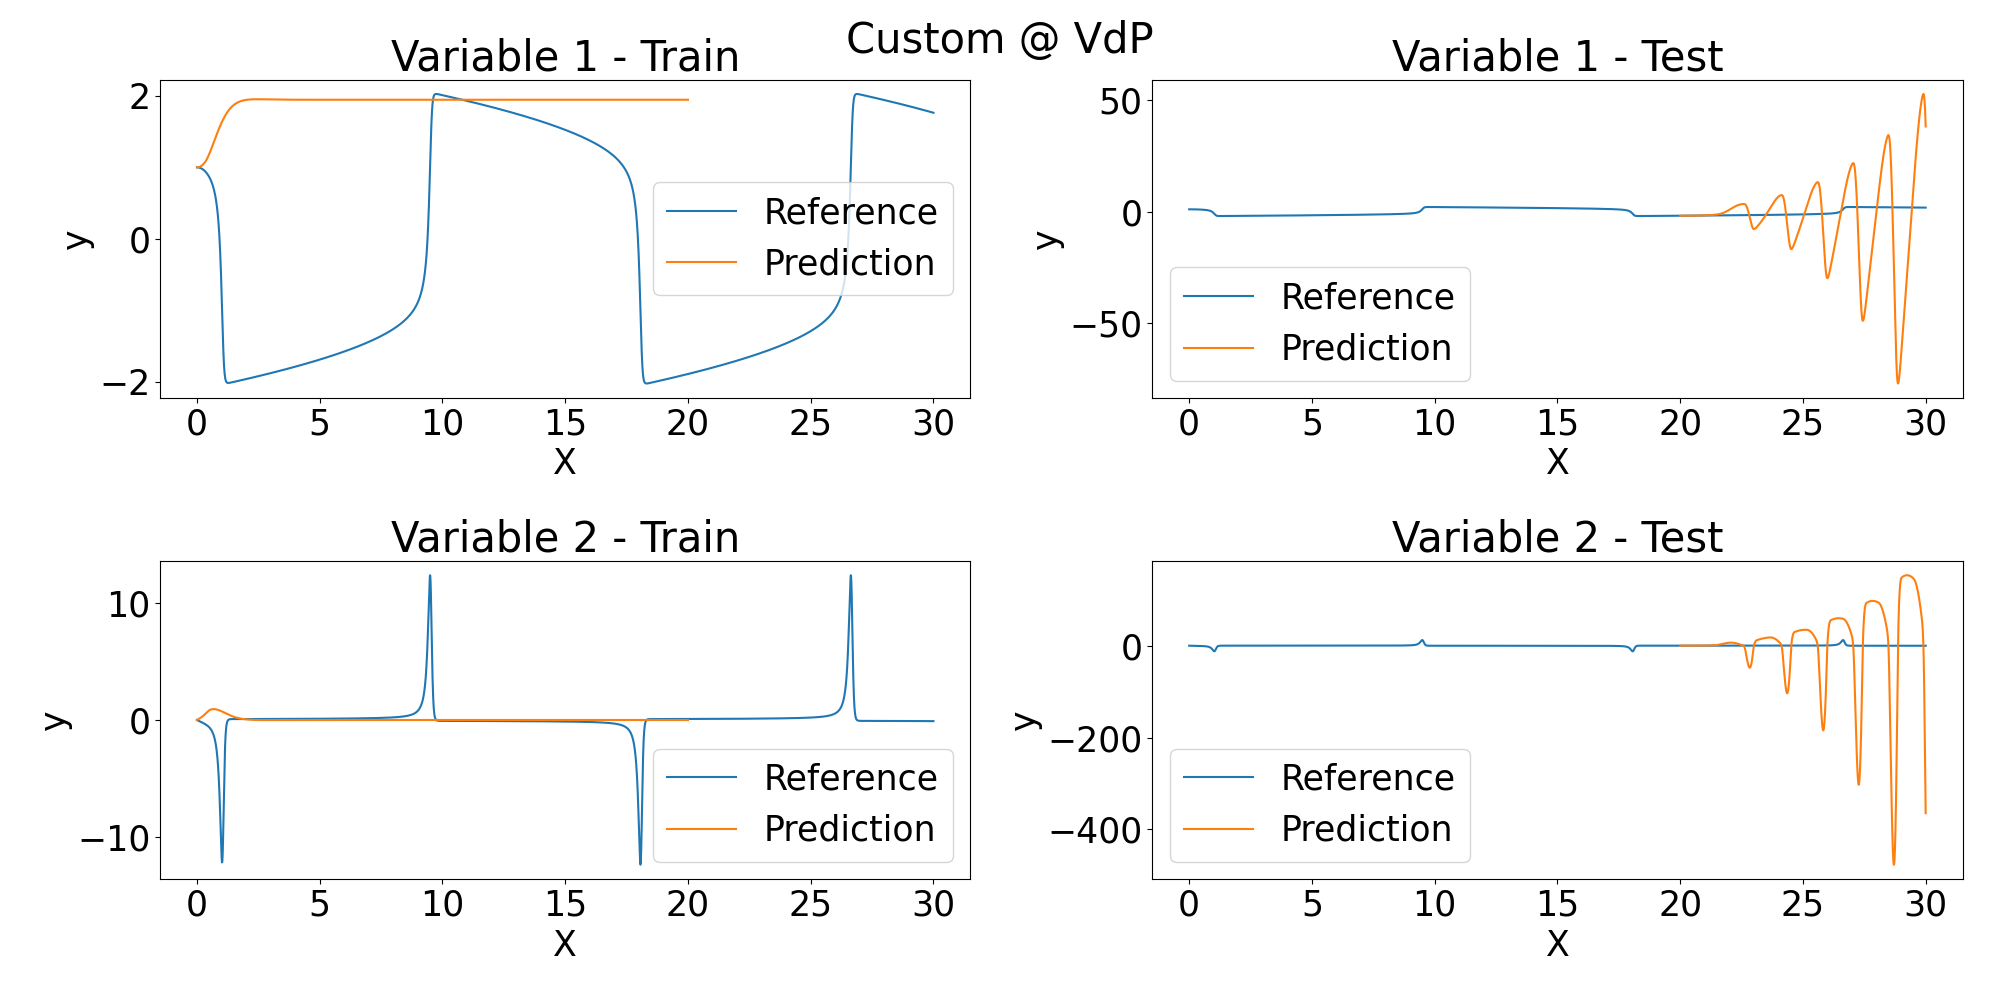 Custom @ VdP
Variable 1 - Train
2
0
−2
y
0 5 10 15 20 25 30
X
Reference
Prediction
Variable 1 - Test
50
0
−50
y
0 5 10 15 20 25 30
X
Reference
Prediction
Variable 2 - Train
10
0
−10
y
0 5 10 15 20 25 30
X
Reference
Prediction
Variable 2 - Test
0
−200
−400
y
0 5 10 15 20 25 30
X
Reference
Prediction